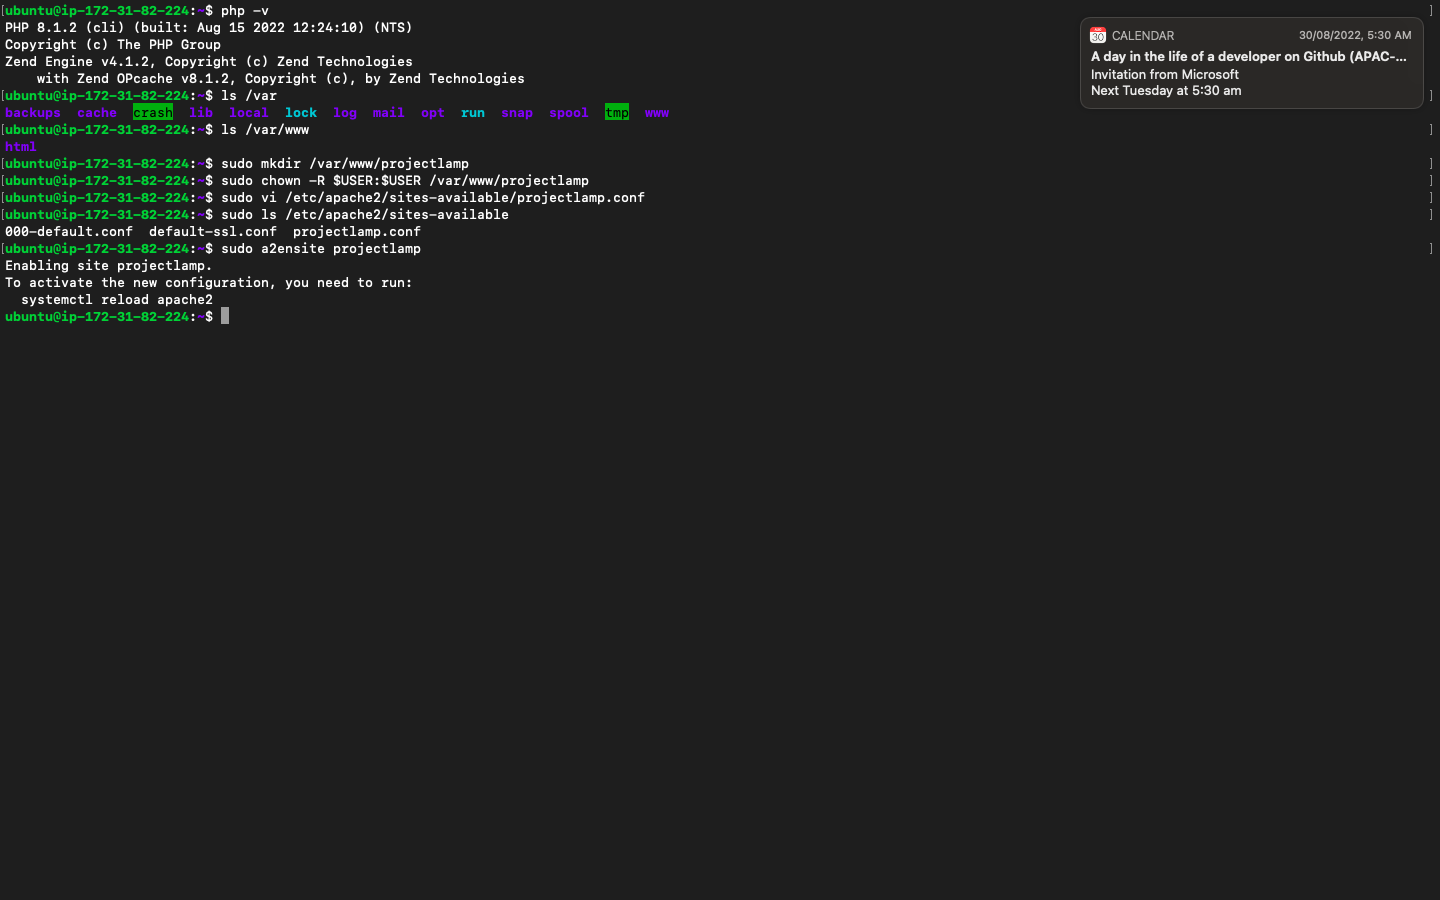 [ubuntu@ip-172-31-82-224:~$ php -v ]
PHP 8.1.2 (cli) (built: Aug 15 2022 12:24:10) (NTS)
Copyright (c) The PHP Group
Zend Engine v4.1.2, Copyright (c) Zend Technologies
    with Zend OPcache v8.1.2, Copyright (c), by Zend Technologies
[ubuntu@ip-172-31-82-224:~$ ls /var ]
backups  cache  crash  lib  local  lock  log  mail  opt  run  snap  spool  tmp  www
[ubuntu@ip-172-31-82-224:~$ ls /var/www ]
html
[ubuntu@ip-172-31-82-224:~$ sudo mkdir /var/www/projectlamp ]
[ubuntu@ip-172-31-82-224:~$ sudo chown -R $USER:$USER /var/www/projectlamp ]
[ubuntu@ip-172-31-82-224:~$ sudo vi /etc/apache2/sites-available/projectlamp.conf ]
[ubuntu@ip-172-31-82-224:~$ sudo ls /etc/apache2/sites-available ]
000-default.conf  default-ssl.conf  projectlamp.conf
[ubuntu@ip-172-31-82-224:~$ sudo a2ensite projectlamp ]
Enabling site projectlamp.
To activate the new configuration, you need to run:
  systemctl reload apache2
ubuntu@ip-172-31-82-224:~$
30 CALENDAR 30/08/2022, 5:30 AM
A day in the life of a developer on Github (APAC-...
Invitation from Microsoft
Next Tuesday at 5:30 am